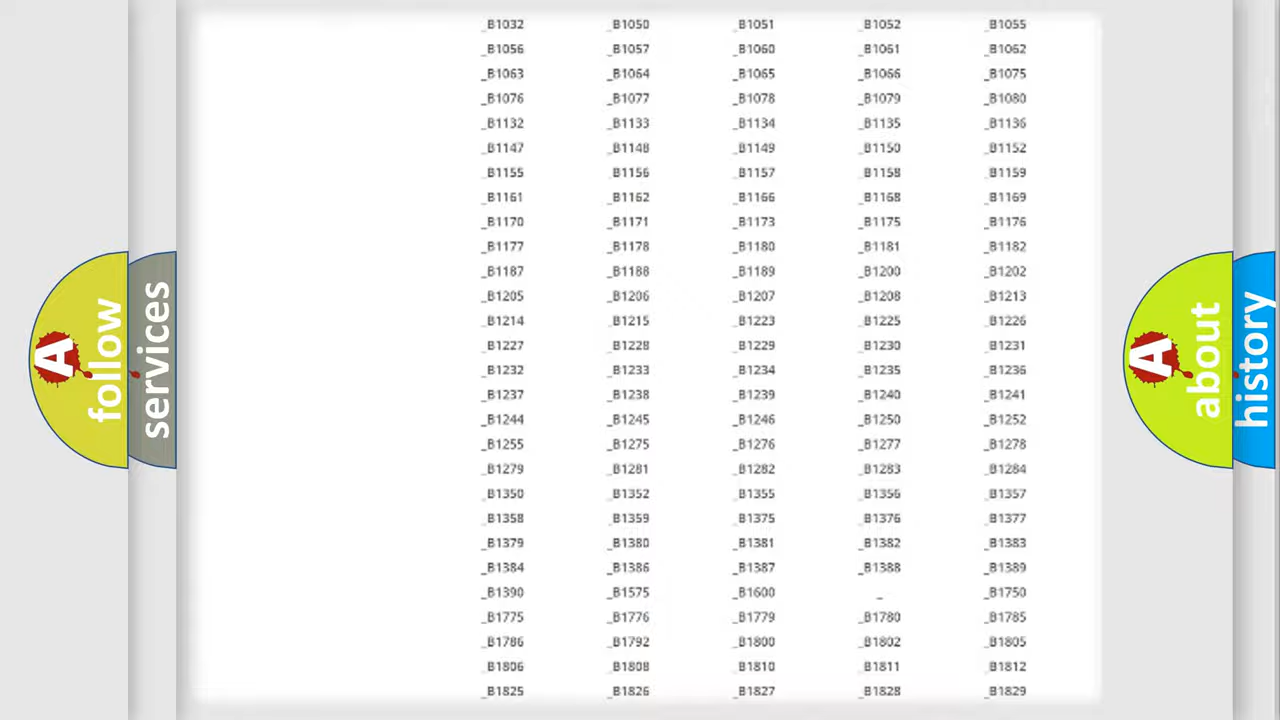 _B1032 _B1050 _B1051 _B1052 _B1055
_B1056 _B1057 _B1060 _B1061 _B1062
_B1063 _B1064 _B1065 _B1066 _B1075
_B1076 _B1077 _B1078 _B1079 _B1080
_B1132 _B1133 _B1134 _B1135 _B1136
_B1147 _B1148 _B1149 _B1150 _B1152
_B1155 _B1156 _B1157 _B1158 _B1159
_B1161 _B1162 _B1166 _B1168 _B1169
_B1170 _B1171 _B1173 _B1175 _B1176
_B1177 _B1178 _B1180 _B1181 _B1182
_B1187 _B1188 _B1189 _B1200 _B1202
_B1205 _B1206 _B1207 _B1208 _B1213
_B1214 _B1215 _B1223 _B1225 _B1226
_B1227 _B1228 _B1229 _B1230 _B1231
_B1232 _B1233 _B1234 _B1235 _B1236
_B1237 _B1238 _B1239 _B1240 _B1241
_B1244 _B1245 _B1246 _B1250 _B1252
_B1255 _B1275 _B1276 _B1277 _B1278
_B1279 _B1281 _B1282 _B1283 _B1284
_B1350 _B1352 _B1355 _B1356 _B1357
_B1358 _B1359 _B1375 _B1376 _B1377
_B1379 _B1380 _B1381 _B1382 _B1383
_B1384 _B1386 _B1387 _B1388 _B1389
_B1390 _B1575 _B1600 _ _B1750
_B1775 _B1776 _B1779 _B1780 _B1785
_B1786 _B1792 _B1800 _B1802 _B1805
_B1806 _B1808 _B1810 _B1811 _B1812
_B1825 _B1826 _B1827 _B1828 _B1829
A
follow
services
A
about
history